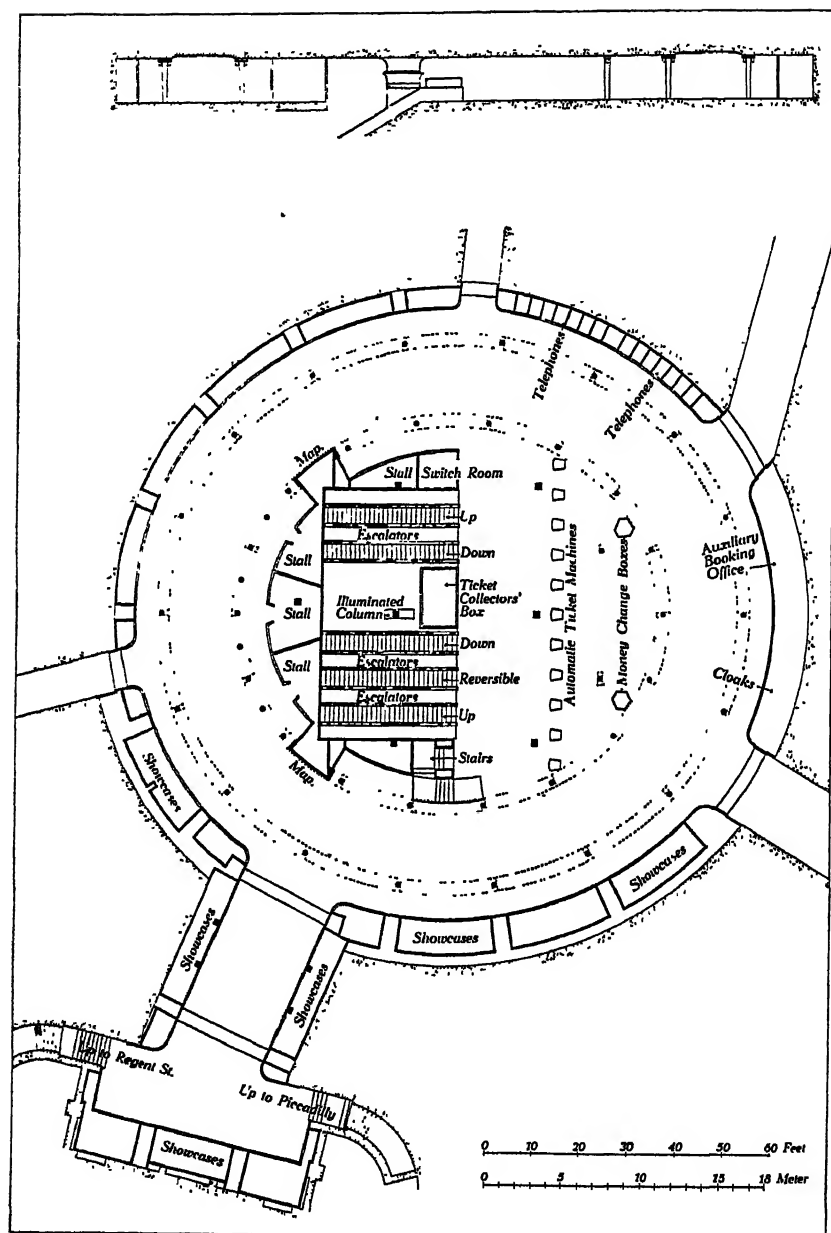 Telephones
Telephones
Map.
Stall
Switch Room
Up
Escalators
Down
Stall
Auxiliary
Booking
Office
Ticket
Collectors'
Box
Automatic Ticket Machines
Money Change Boxes
Stall
Illuminated
Column
Down
Stall
Escalators
Reversible
Cloaks
Escalators
Up
Stairs
Map.
Showcases
Showcases
Showcases
Showcases
Showcases
Up to Regent St.
Up to Piccadilly
Showcases
0 10 20 30 40 50 60 Feet
0 5 10 15 18 Meter